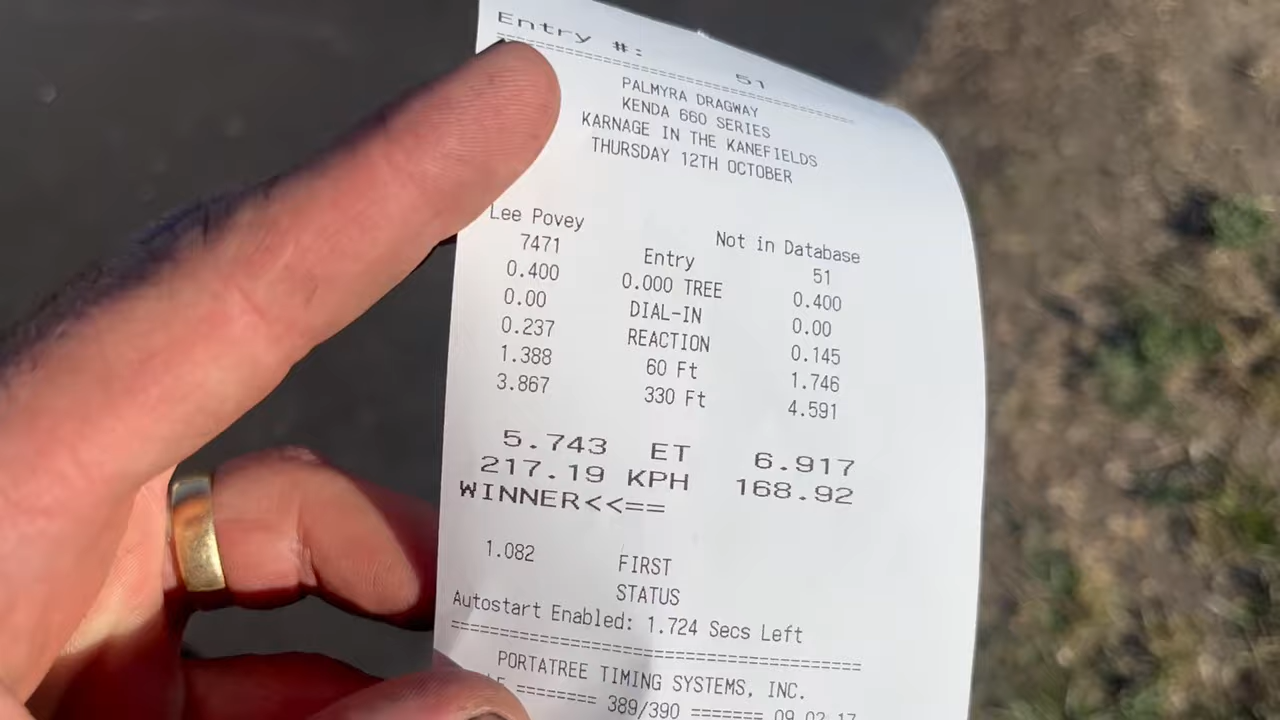 Entry #: 51
========================================
PALMYRA DRAGWAY
KENDA 660 SERIES
KARNAGE IN THE KANEFIELDS
THURSDAY 12TH OCTOBER
Lee Povey Not in Database
7471 Entry 51
0.400 0.000 TREE 0.400
0.00 DIAL-IN 0.00
0.237 REACTION 0.145
1.388 60 Ft 1.746
3.867 330 Ft 4.591
5.743 ET 6.917
217.19 KPH 168.92
WINNER<<==
1.082 FIRST
STATUS
Autostart Enabled: 1.724 Secs Left
========================================
PORTATREE TIMING SYSTEMS, INC.
======== 389/390 =======